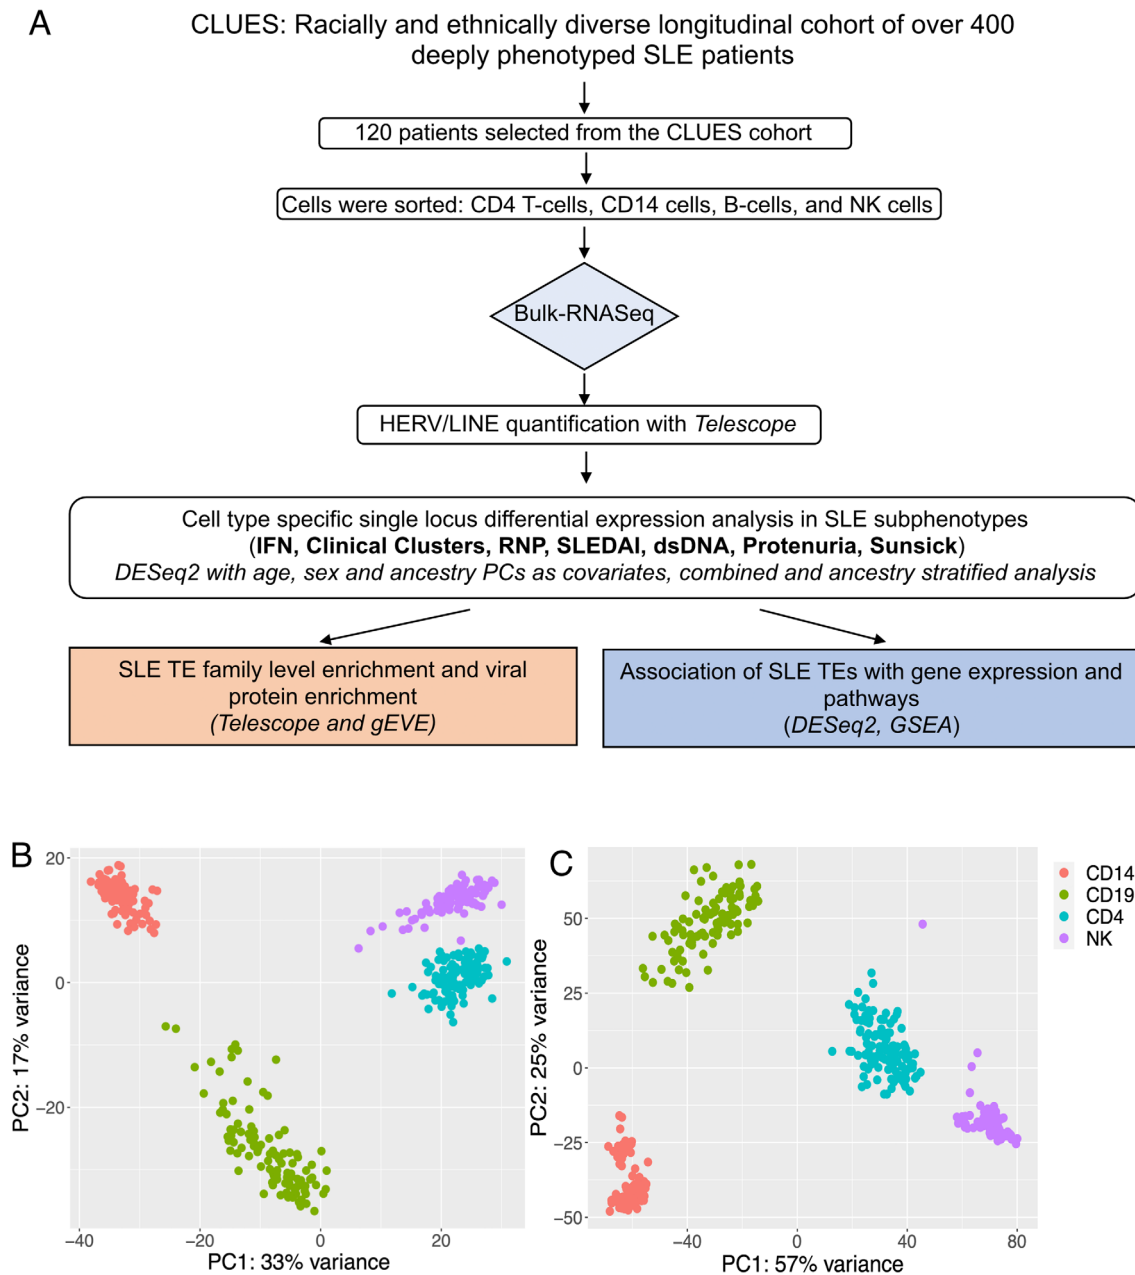 A
CLUES: Racially and ethnically diverse longitudinal cohort of over 400
deeply phenotyped SLE patients
120 patients selected from the CLUES cohort
Cells were sorted: CD4 T-cells, CD14 cells, B-cells, and NK cells
Bulk-RNASeq
HERV/LINE quantification with Telescope
Cell type specific single locus differential expression analysis in SLE subphenotypes
(IFN, Clinical Clusters, RNP, SLEDAI, dsDNA, Protenuria, Sunsick)
DESeq2 with age, sex and ancestry PCs as covariates, combined and ancestry stratified analysis
SLE TE family level enrichment and viral
protein enrichment
(Telescope and gEVE)
Association of SLE TEs with gene expression and
pathways
(DESeq2, GSEA)
B
20
0
−20
PC2: 17% variance
−40
−20
0
20
PC1: 33% variance
C
50
25
0
−25
−50
PC2: 25% variance
−40
0
40
80
PC1: 57% variance
CD14
CD19
CD4
NK